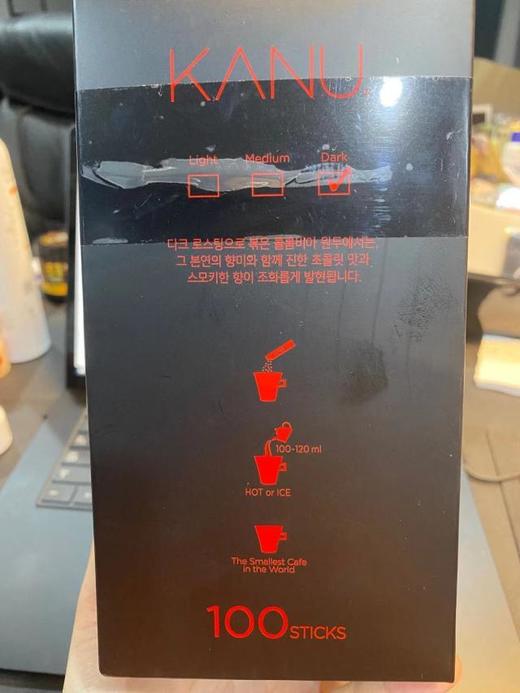 KANU
Light Medium Dark
다크 로스팅으로 볶은 콜롬비아 원두에서는,
그 본연의 향미와 함께 진한 초콜릿 맛과
스모키한 향이 조화롭게 발현됩니다.
100-120 ml
HOT or ICE
The Smallest Cafe
in the World
100 STICKS